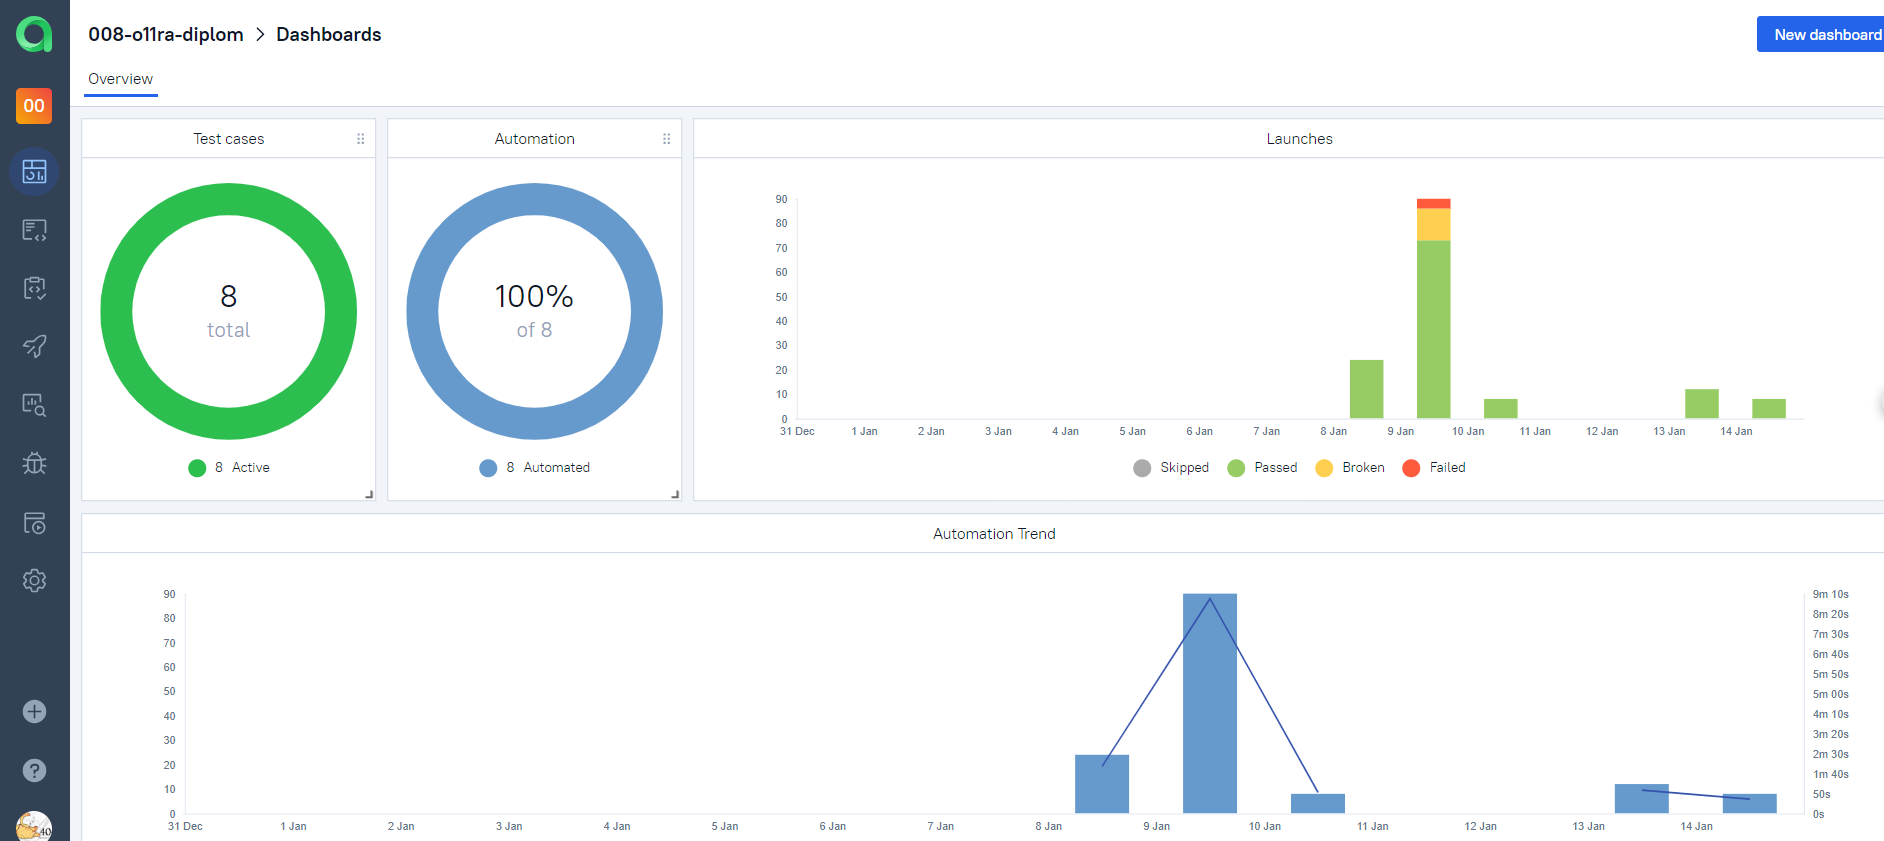 008-o11ra-diplom > Dashboards
New dashboard
00
Overview
Test cases
8
total
8 Active
Automation
100%
of 8
8 Automated
Launches
90
80
70
60
50
40
30
20
10
0
31 Dec 1 Jan 2 Jan 3 Jan 4 Jan 5 Jan 6 Jan 7 Jan 8 Jan 9 Jan 10 Jan 11 Jan 12 Jan 13 Jan 14 Jan
Skipped Passed Broken Failed
Automation Trend
90
80
70
60
50
40
30
20
10
0
9m 10s
8m 20s
7m 30s
6m 40s
5m 50s
5m 00s
4m 10s
3m 20s
2m 30s
1m 40s
50s
0s
31 Dec 1 Jan 2 Jan 3 Jan 4 Jan 5 Jan 6 Jan 7 Jan 8 Jan 9 Jan 10 Jan 11 Jan 12 Jan 13 Jan 14 Jan
?
40